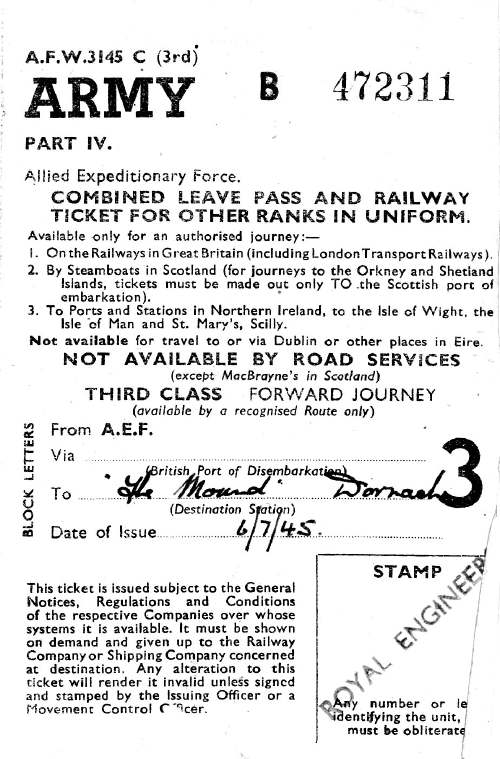 A.F.W.3145 C (3rd)
ARMY B 472311
PART IV.
Allied Expeditionary Force.
COMBINED LEAVE PASS AND RAILWAY
TICKET FOR OTHER RANKS IN UNIFORM.
Available only for an authorised journey:—
1. On the Railways in Great Britain (including London Transport Railways).
2. By Steamboats in Scotland (for journeys to the Orkney and Shetland
Islands, tickets must be made out only TO the Scottish port of
embarkation).
3. To Ports and Stations in Northern Ireland, to the Isle of Wight, the
Isle of Man and St. Mary's, Scilly.
Not available for travel to or via Dublin or other places in Eire.
NOT AVAILABLE BY ROAD SERVICES
(except MacBrayne's in Scotland)
THIRD CLASS FORWARD JOURNEY
(available by a recognised Route only)
BLOCK LETTERS
From A.E.F.
Via
(British Port of Disembarkation)
To "The Mound" Dornoch
(Destination Station)
Date of Issue 6/7/45.
3
This ticket is issued subject to the General
Notices, Regulations and Conditions
of the respective Companies over whose
systems it is available. It must be shown
on demand and given up to the Railway
Company or Shipping Company concerned
at destination. Any alteration to this
ticket will render it invalid unless signed
and stamped by the Issuing Officer or a
Movement Control Officer.
STAMP
ROYAL ENGINEER
Any number or le
identifying the unit,
must be obliterate